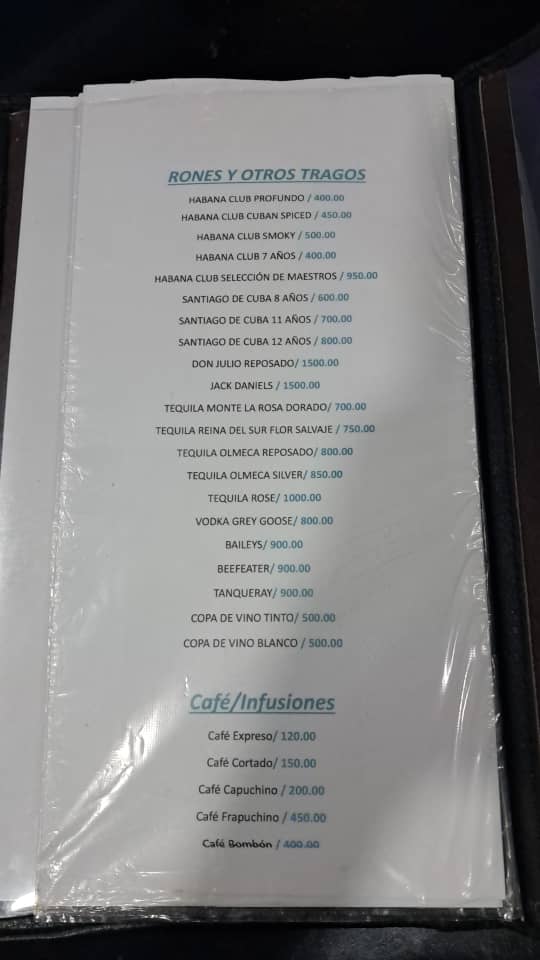 RONES Y OTROS TRAGOS
HABANA CLUB PROFUNDO / 400.00
HABANA CLUB CUBAN SPICED / 450.00
HABANA CLUB SMOKY / 500.00
HABANA CLUB 7 AÑOS / 400.00
HABANA CLUB SELECCIÓN DE MAESTROS / 950.00
SANTIAGO DE CUBA 8 AÑOS / 600.00
SANTIAGO DE CUBA 11 AÑOS / 700.00
SANTIAGO DE CUBA 12 AÑOS / 800.00
DON JULIO REPOSADO/ 1500.00
JACK DANIELS / 1500.00
TEQUILA MONTE LA ROSA DORADO/ 700.00
TEQUILA REINA DEL SUR FLOR SALVAJE / 750.00
TEQUILA OLMECA REPOSADO/ 800.00
TEQUILA OLMECA SILVER/ 850.00
TEQUILA ROSE/ 1000.00
VODKA GREY GOOSE/ 800.00
BAILEYS/ 900.00
BEEFEATER/ 900.00
TANQUERAY/ 900.00
COPA DE VINO TINTO/ 500.00
COPA DE VINO BLANCO / 500.00
Café/Infusiones
Café Expreso/ 120.00
Café Cortado/ 150.00
Café Capuchino / 200.00
Café Frapuchino / 450.00
Café Bombón / 400.00